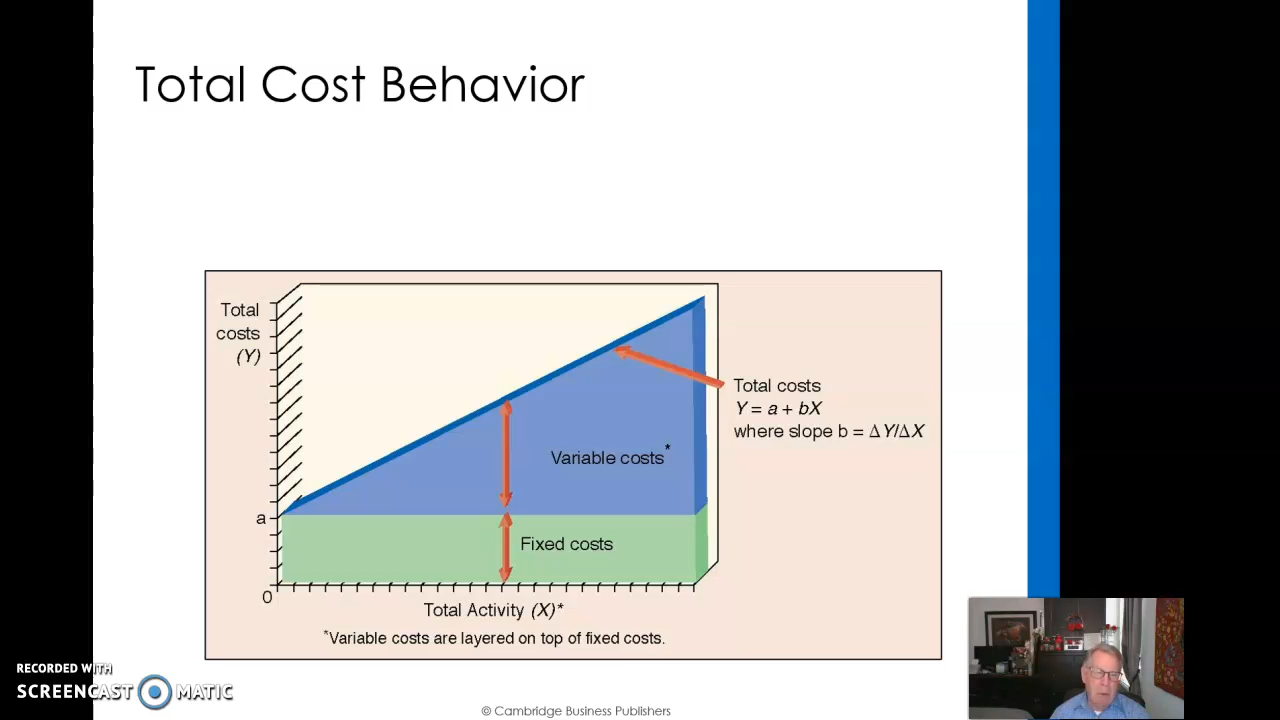 Total Cost Behavior
Total
costs
(Y)
a
0
Variable costs*
Fixed costs
Total costs
Y = a + bX
where slope b = ΔY/ΔX
Total Activity (X)*
*Variable costs are layered on top of fixed costs.
RECORDED WITH
SCREENCAST MATIC
© Cambridge Business Publishers